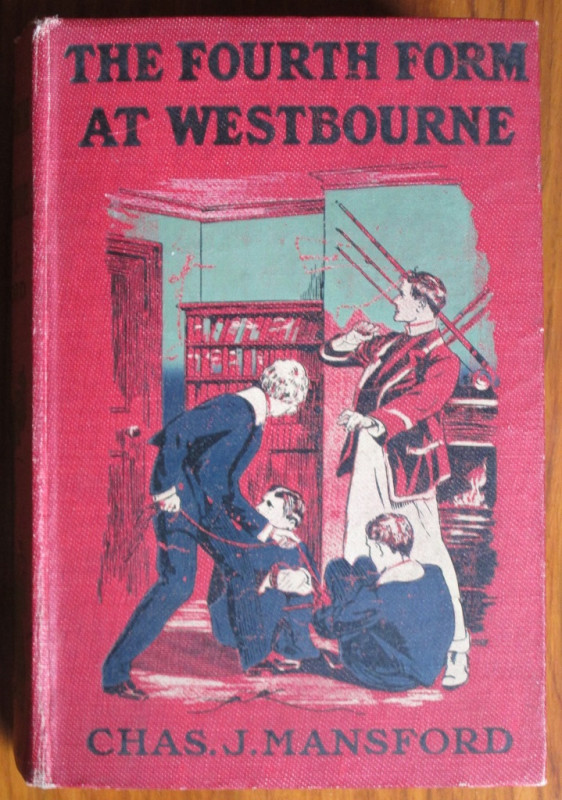 THE FOURTH FORM
AT WESTBOURNE
CHAS. J. MANSFORD